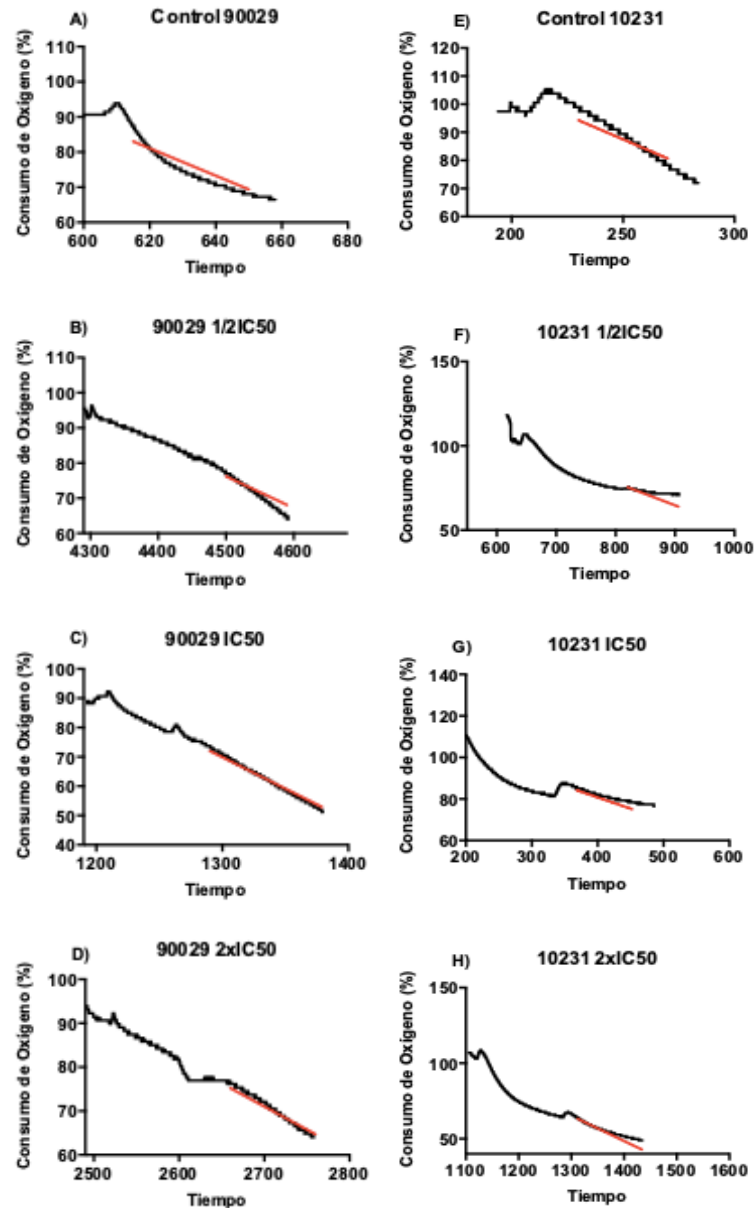 A) Control 90029
Consumo de Oxígeno (%)
110
100
90
80
70
60
600 620 640 660 680
Tiempo
E) Control 10231
Consumo de Oxígeno (%)
120
110
100
90
80
70
60
200 250 300
Tiempo
B) 90029 1/2IC50
Consumo de Oxígeno (%)
110
100
90
80
70
60
4300 4400 4500 4600
Tiempo
F) 10231 1/2IC50
Consumo de Oxígeno (%)
150
100
50
600 700 800 900 1000
Tiempo
C) 90029 IC50
Consumo de Oxígeno (%)
100
90
80
70
60
50
40
1200 1300 1400
Tiempo
G) 10231 IC50
Consumo de Oxígeno (%)
140
120
100
80
60
200 300 400 500 600
Tiempo
D) 90029 2xIC50
Consumo de Oxígeno (%)
100
90
80
70
60
2500 2600 2700 2800
Tiempo
H) 10231 2xIC50
Consumo de Oxígeno (%)
150
100
50
1100 1200 1300 1400 1500 1600
Tiempo